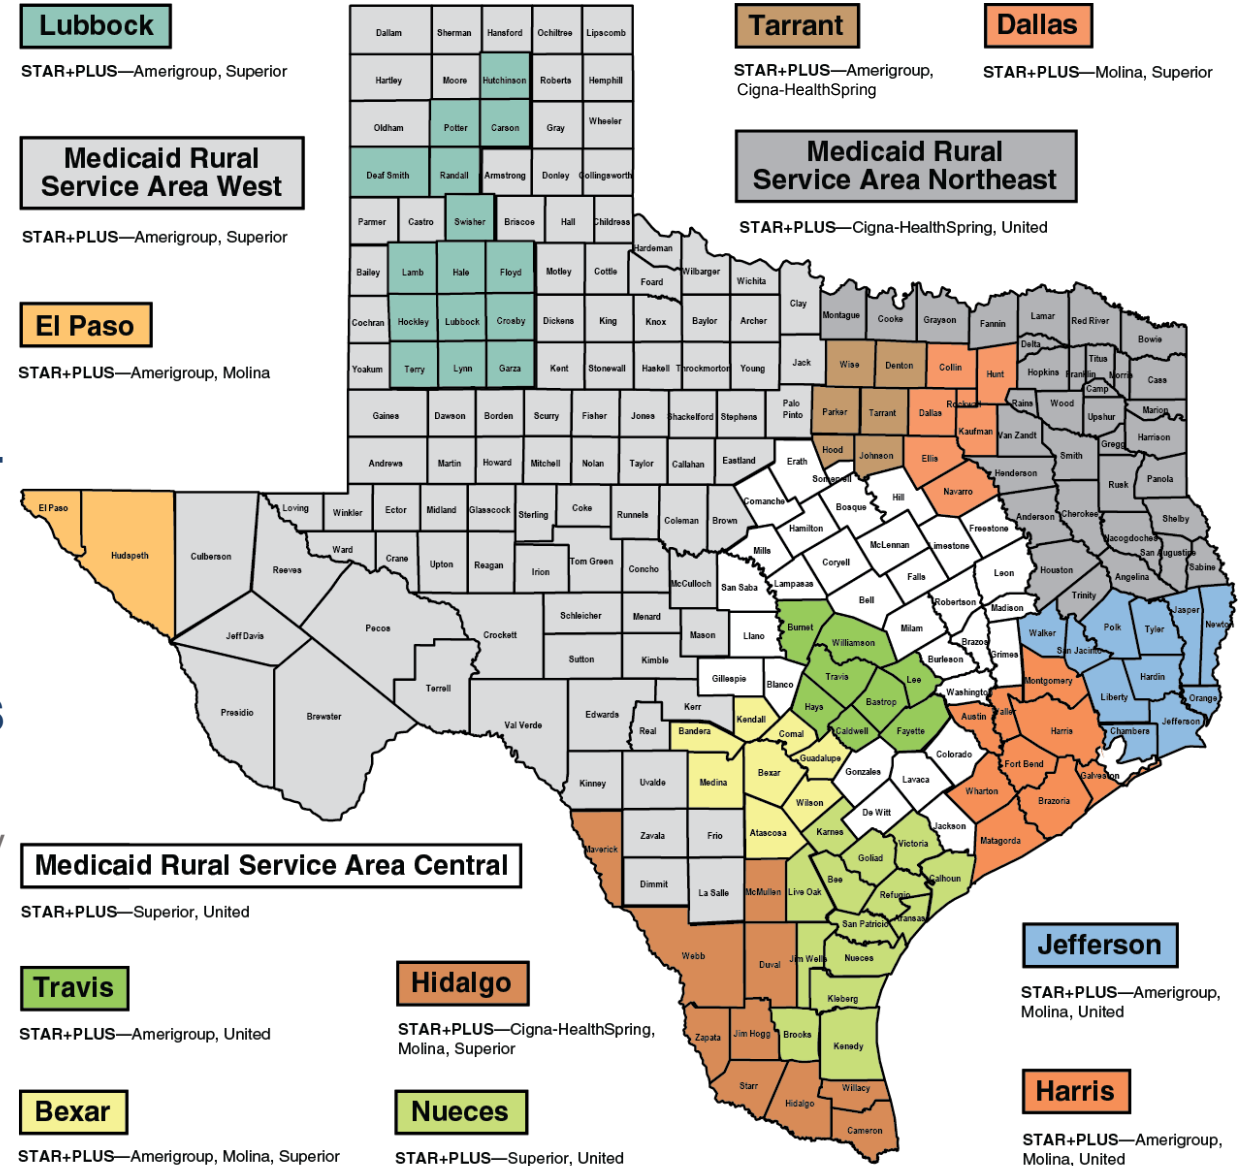 Lubbock
STAR+PLUS—Amerigroup, Superior
Medicaid Rural
Service Area West
STAR+PLUS—Amerigroup, Superior
El Paso
STAR+PLUS—Amerigroup, Molina
Tarrant
STAR+PLUS—Amerigroup,
Cigna-HealthSpring
Dallas
STAR+PLUS—Molina, Superior
Medicaid Rural
Service Area Northeast
STAR+PLUS—Cigna-HealthSpring, United
Dallam Sherman Hansford Ochiltree Lipscomb
Hartley Moore Hutchinson Roberts Hemphill
Oldham Potter Carson Gray Wheeler
Deaf Smith Randall Armstrong Donley Collingsworth
Parmer Castro Swisher Briscoe Hall Childress
Hardeman
Bailey Lamb Hale Floyd Motley Cottle Foard Wilbarger Wichita
Clay Montague Cooke Grayson Fannin Lamar Red River Bowie
Cochran Hockley Lubbock Crosby Dickens King Knox Baylor Archer
Delta Titus
Yoakum Terry Lynn Garza Kent Stonewall Haskell Throckmorton Young Jack Wise Denton Collin Hunt Hopkins Franklin Morris Cass
Camp
Gaines Dawson Borden Scurry Fisher Jones Shackelford Stephens Palo
Pinto Parker Tarrant Dallas Rockwall Rains Wood Upshur Marion
Kaufman Van Zandt Gregg Harrison
Andrews Martin Howard Mitchell Nolan Taylor Callahan Eastland Erath Hood Johnson Ellis Smith
Somervell Henderson Rusk Panola
El Paso Loving Winkler Ector Midland Glasscock Sterling Coke Runnels Coleman Brown Comanche Bosque Hill Navarro
Hamilton Freestone Anderson Cherokee Shelby
Hudspeth Culberson Reeves Ward Crane Upton Reagan Irion Tom Green Concho McCulloch San Saba Mills Lampasas Coryell McLennan Limestone Nacogdoches San Augustine
Falls Leon Houston Angelina Sabine
Trinity
Jeff Davis Pecos Crockett Schleicher Menard Mason Llano Burnet Bell Milam Robertson Madison
Walker Polk Tyler Jasper Newton
Sutton Kimble Williamson Brazos Grimes San Jacinto
Burleson
Presidio Brewster Terrell Val Verde Edwards Kerr Gillespie Blanco Travis Lee Washington Montgomery Liberty Hardin Orange
Real Bandera Kendall Hays Bastrop Austin Waller Harris Jefferson
Comal Caldwell Fayette Chambers
Kinney Uvalde Medina Bexar Guadalupe Gonzales Lavaca Colorado Fort Bend Galveston
Wilson Wharton Brazoria
Maverick Zavala Frio Atascosa Karnes De Witt Jackson Matagorda
Victoria
Goliad
Dimmit La Salle McMullen Live Oak Bee Refugio Calhoun
Aransas
San Patricio
Webb Duval Jim Wells Nueces
Kleberg
Zapata Jim Hogg Brooks Kenedy
Starr Hidalgo Willacy
Cameron
Medicaid Rural Service Area Central
STAR+PLUS—Superior, United
Travis
STAR+PLUS—Amerigroup, United
Hidalgo
STAR+PLUS—Cigna-HealthSpring,
Molina, Superior
Bexar
STAR+PLUS—Amerigroup, Molina, Superior
Nueces
STAR+PLUS—Superior, United
Jefferson
STAR+PLUS—Amerigroup,
Molina, United
Harris
STAR+PLUS—Amerigroup,
Molina, United